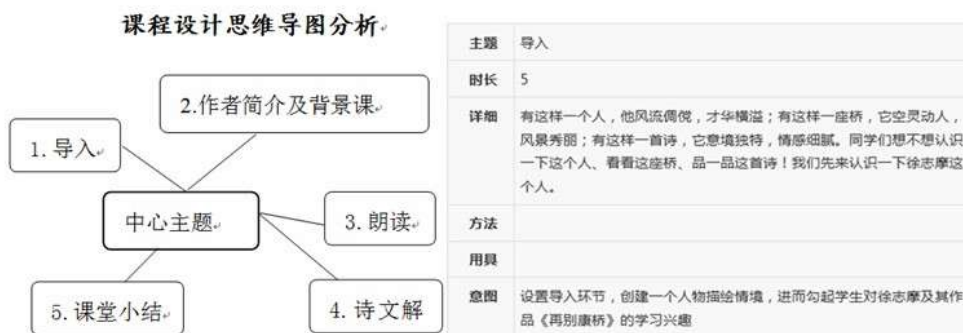 课程设计思维导图分析
2.作者简介及背景课
1. 导入
中心主题
3. 朗读
5. 课堂小结
4. 诗文解
主题 导入
时长 5
详细 有这样一个人，他风流倜傥，才华横溢；有这样一座桥，它空灵动人，
风景秀丽；有这样一首诗，它意境独特，情感细腻。同学们想不想认识
一下这个人、看看这座桥、品一品这首诗！我们先来认识一下徐志摩这
个人。
方法
用具
意图 设置导入环节，创建一个人物描绘情境，进而勾起学生对徐志摩及其作
品《再别康桥》的学习兴趣